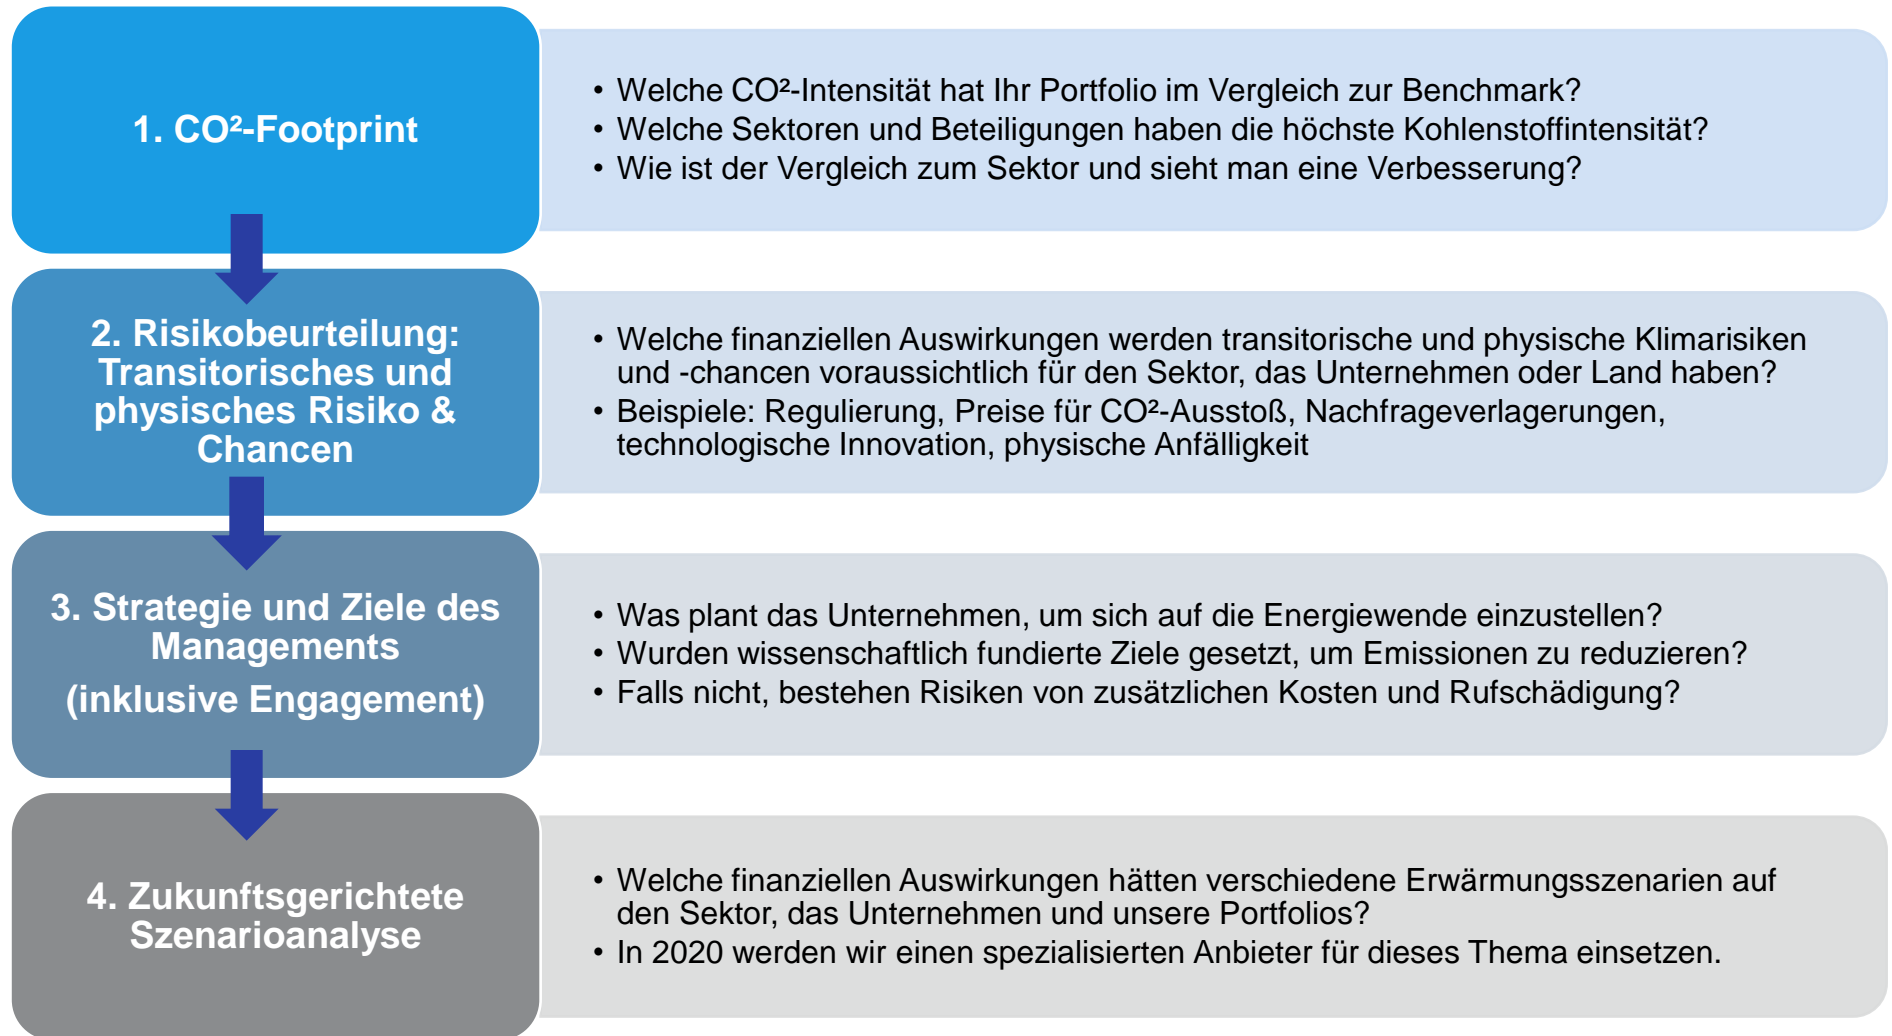 1. CO²-Footprint
• Welche CO²-Intensität hat Ihr Portfolio im Vergleich zur Benchmark?
• Welche Sektoren und Beteiligungen haben die höchste Kohlenstoffintensität?
• Wie ist der Vergleich zum Sektor und sieht man eine Verbesserung?
2. Risikobeurteilung:
Transitorisches und
physisches Risiko &
Chancen
• Welche finanziellen Auswirkungen werden transitorische und physische Klimarisiken
und -chancen voraussichtlich für den Sektor, das Unternehmen oder Land haben?
• Beispiele: Regulierung, Preise für CO²-Ausstoß, Nachfrageverlagerungen,
technologische Innovation, physische Anfälligkeit
3. Strategie und Ziele des
Managements
(inklusive Engagement)
• Was plant das Unternehmen, um sich auf die Energiewende einzustellen?
• Wurden wissenschaftlich fundierte Ziele gesetzt, um Emissionen zu reduzieren?
• Falls nicht, bestehen Risiken von zusätzlichen Kosten und Rufschädigung?
4. Zukunftsgerichtete
Szenarioanalyse
• Welche finanziellen Auswirkungen hätten verschiedene Erwärmungsszenarien auf
den Sektor, das Unternehmen und unsere Portfolios?
• In 2020 werden wir einen spezialisierten Anbieter für dieses Thema einsetzen.